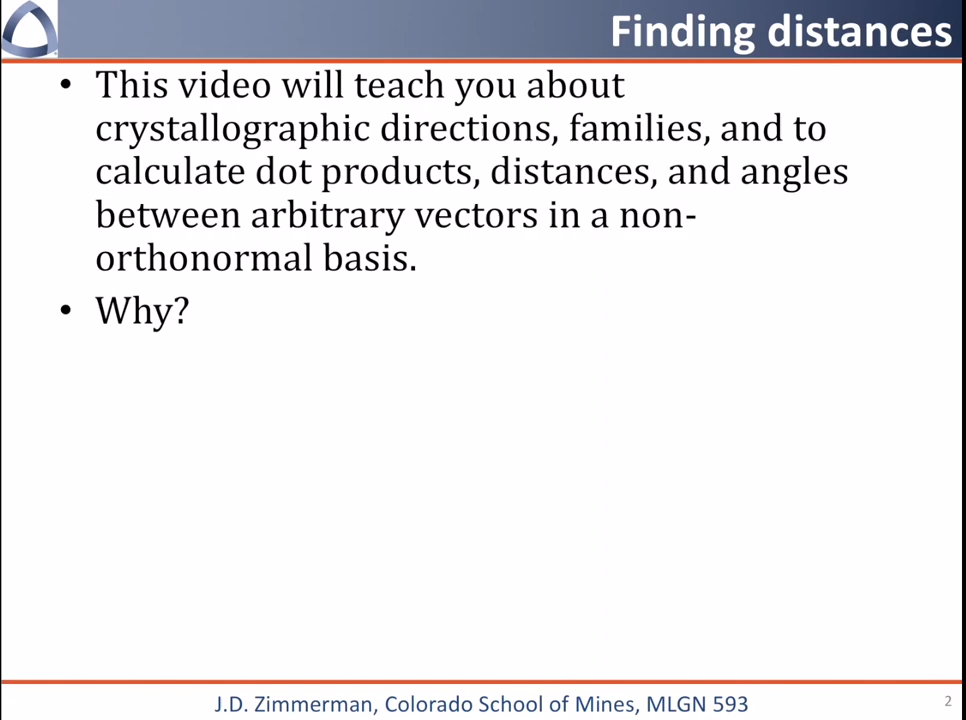 Finding distances
• This video will teach you about
crystallographic directions, families, and to
calculate dot products, distances, and angles
between arbitrary vectors in a non-
orthonormal basis.
• Why?
J.D. Zimmerman, Colorado School of Mines, MLGN 593
2